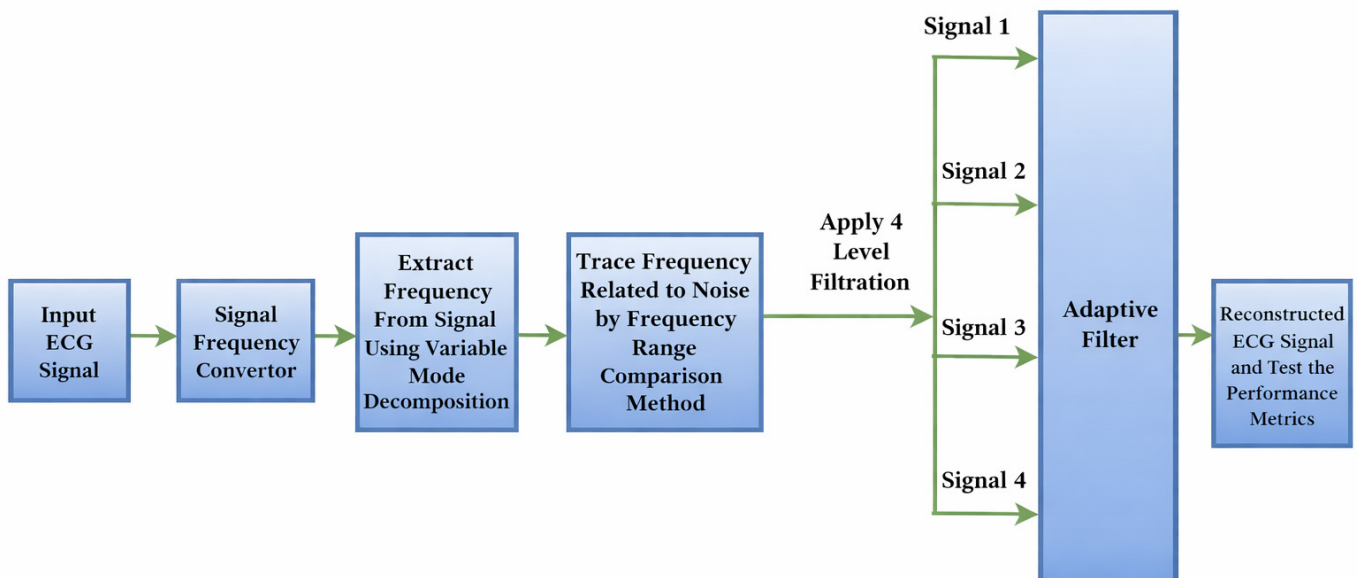 Input
ECG
Signal
Signal
Frequency
Convertor
Extract
Frequency
From Signal
Using Variable
Mode
Decomposition
Trace Frequency
Related to Noise
by Frequency
Range
Comparison
Method
Apply 4
Level
Filtration
Signal 1
Signal 2
Signal 3
Signal 4
Adaptive
Filter
Reconstructed
ECG Signal
and Test the
Performance
Metrics